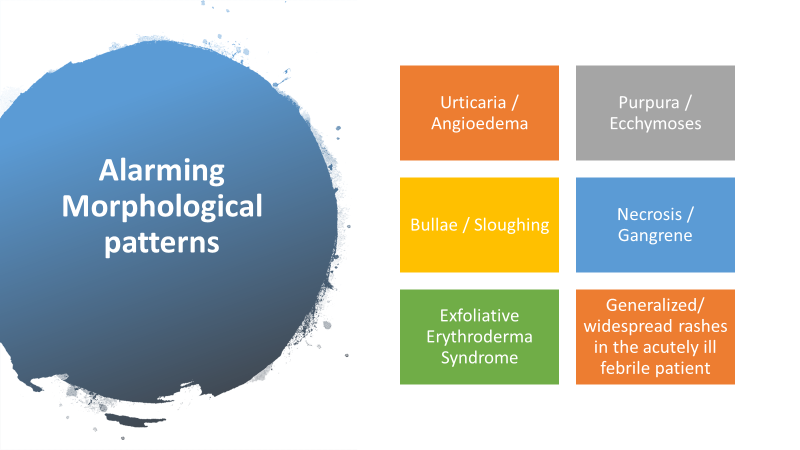 Alarming
Morphological
patterns
Urticaria /
Angioedema
Purpura /
Ecchymoses
Bullae / Sloughing
Necrosis /
Gangrene
Exfoliative
Erythroderma
Syndrome
Generalized/
widespread rashes
in the acutely ill
febrile patient